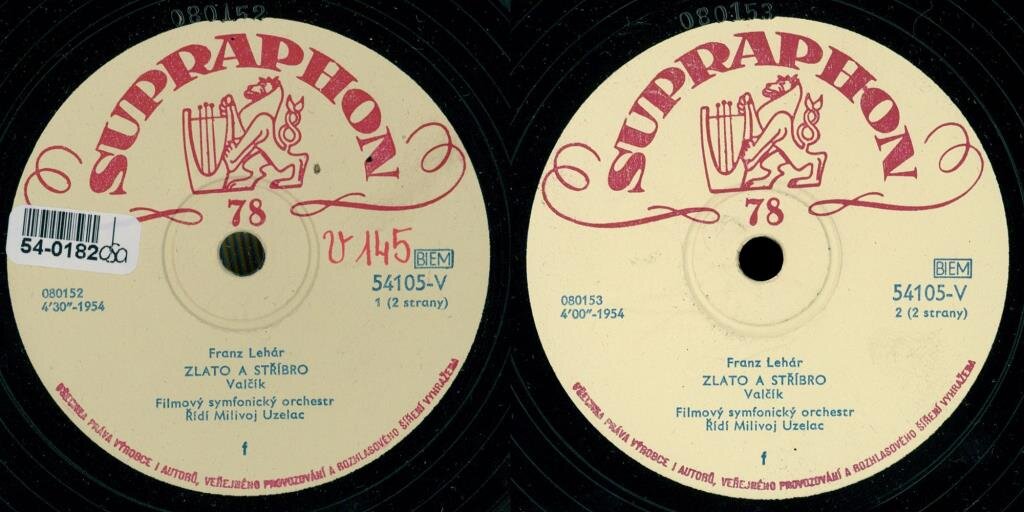 080152
SUPRAPHON
78
54-0182
V 145
BIEM
54105-V
1 (2 strany)
080152
4'30"-1954
Franz Lehár
ZLATO A STŘÍBRO
Valčík
Filmový symfonický orchestr
Řídí Milivoj Uzelac
f
VŠECHNA PRÁVA VÝROBCE I AUTORŮ, VEŘEJNÉHO PROVOZOVÁNÍ A ROZHLASOVÉHO ŠÍŘENÍ VYHRAŽENA
080153
SUPRAPHON
78
BIEM
54105-V
2 (2 strany)
080153
4'00"-1954
Franz Lehár
ZLATO A STŘÍBRO
Valčík
Filmový symfonický orchestr
Řídí Milivoj Uzelac
f
VŠECHNA PRÁVA VÝROBCE I AUTORŮ, VEŘEJNÉHO PROVOZOVÁNÍ A ROZHLASOVÉHO ŠÍŘENÍ VYHRAŽENA